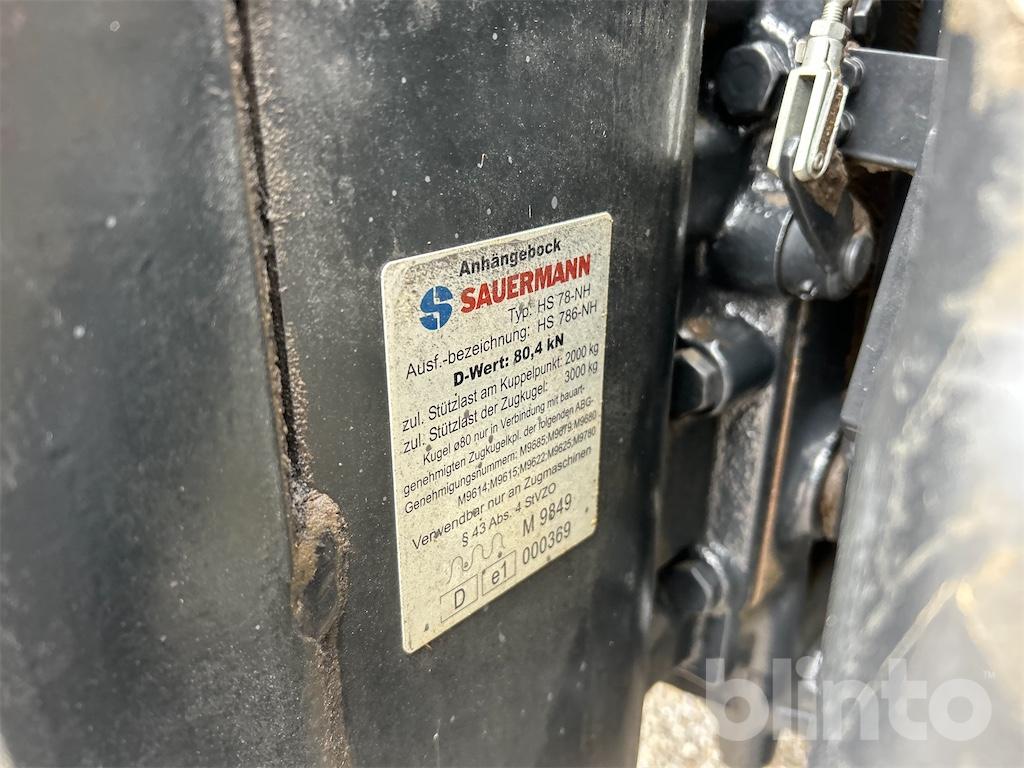 Anhängebock
SAUERMANN
Typ: HS 78-NH
Ausf.-bezeichnung: HS 786-NH
D-Wert: 80,4 kN
zul. Stützlast am Kuppelpunkt: 2000 kg
zul. Stützlast der Zugkugel: 3000 kg
Kugel ø80 nur in Verbindung mit bauart-
genehmigten Zugkugelkpl. der folgenden ABG-
Genehmigungsnummern: M9685;M9679;M9680
M9614;M9615;M9622;M9625;M9780
Verwendbar nur an Zugmaschinen
§ 43 Abs. 4 StVZO
M 9849
D e1 000369
blinto™